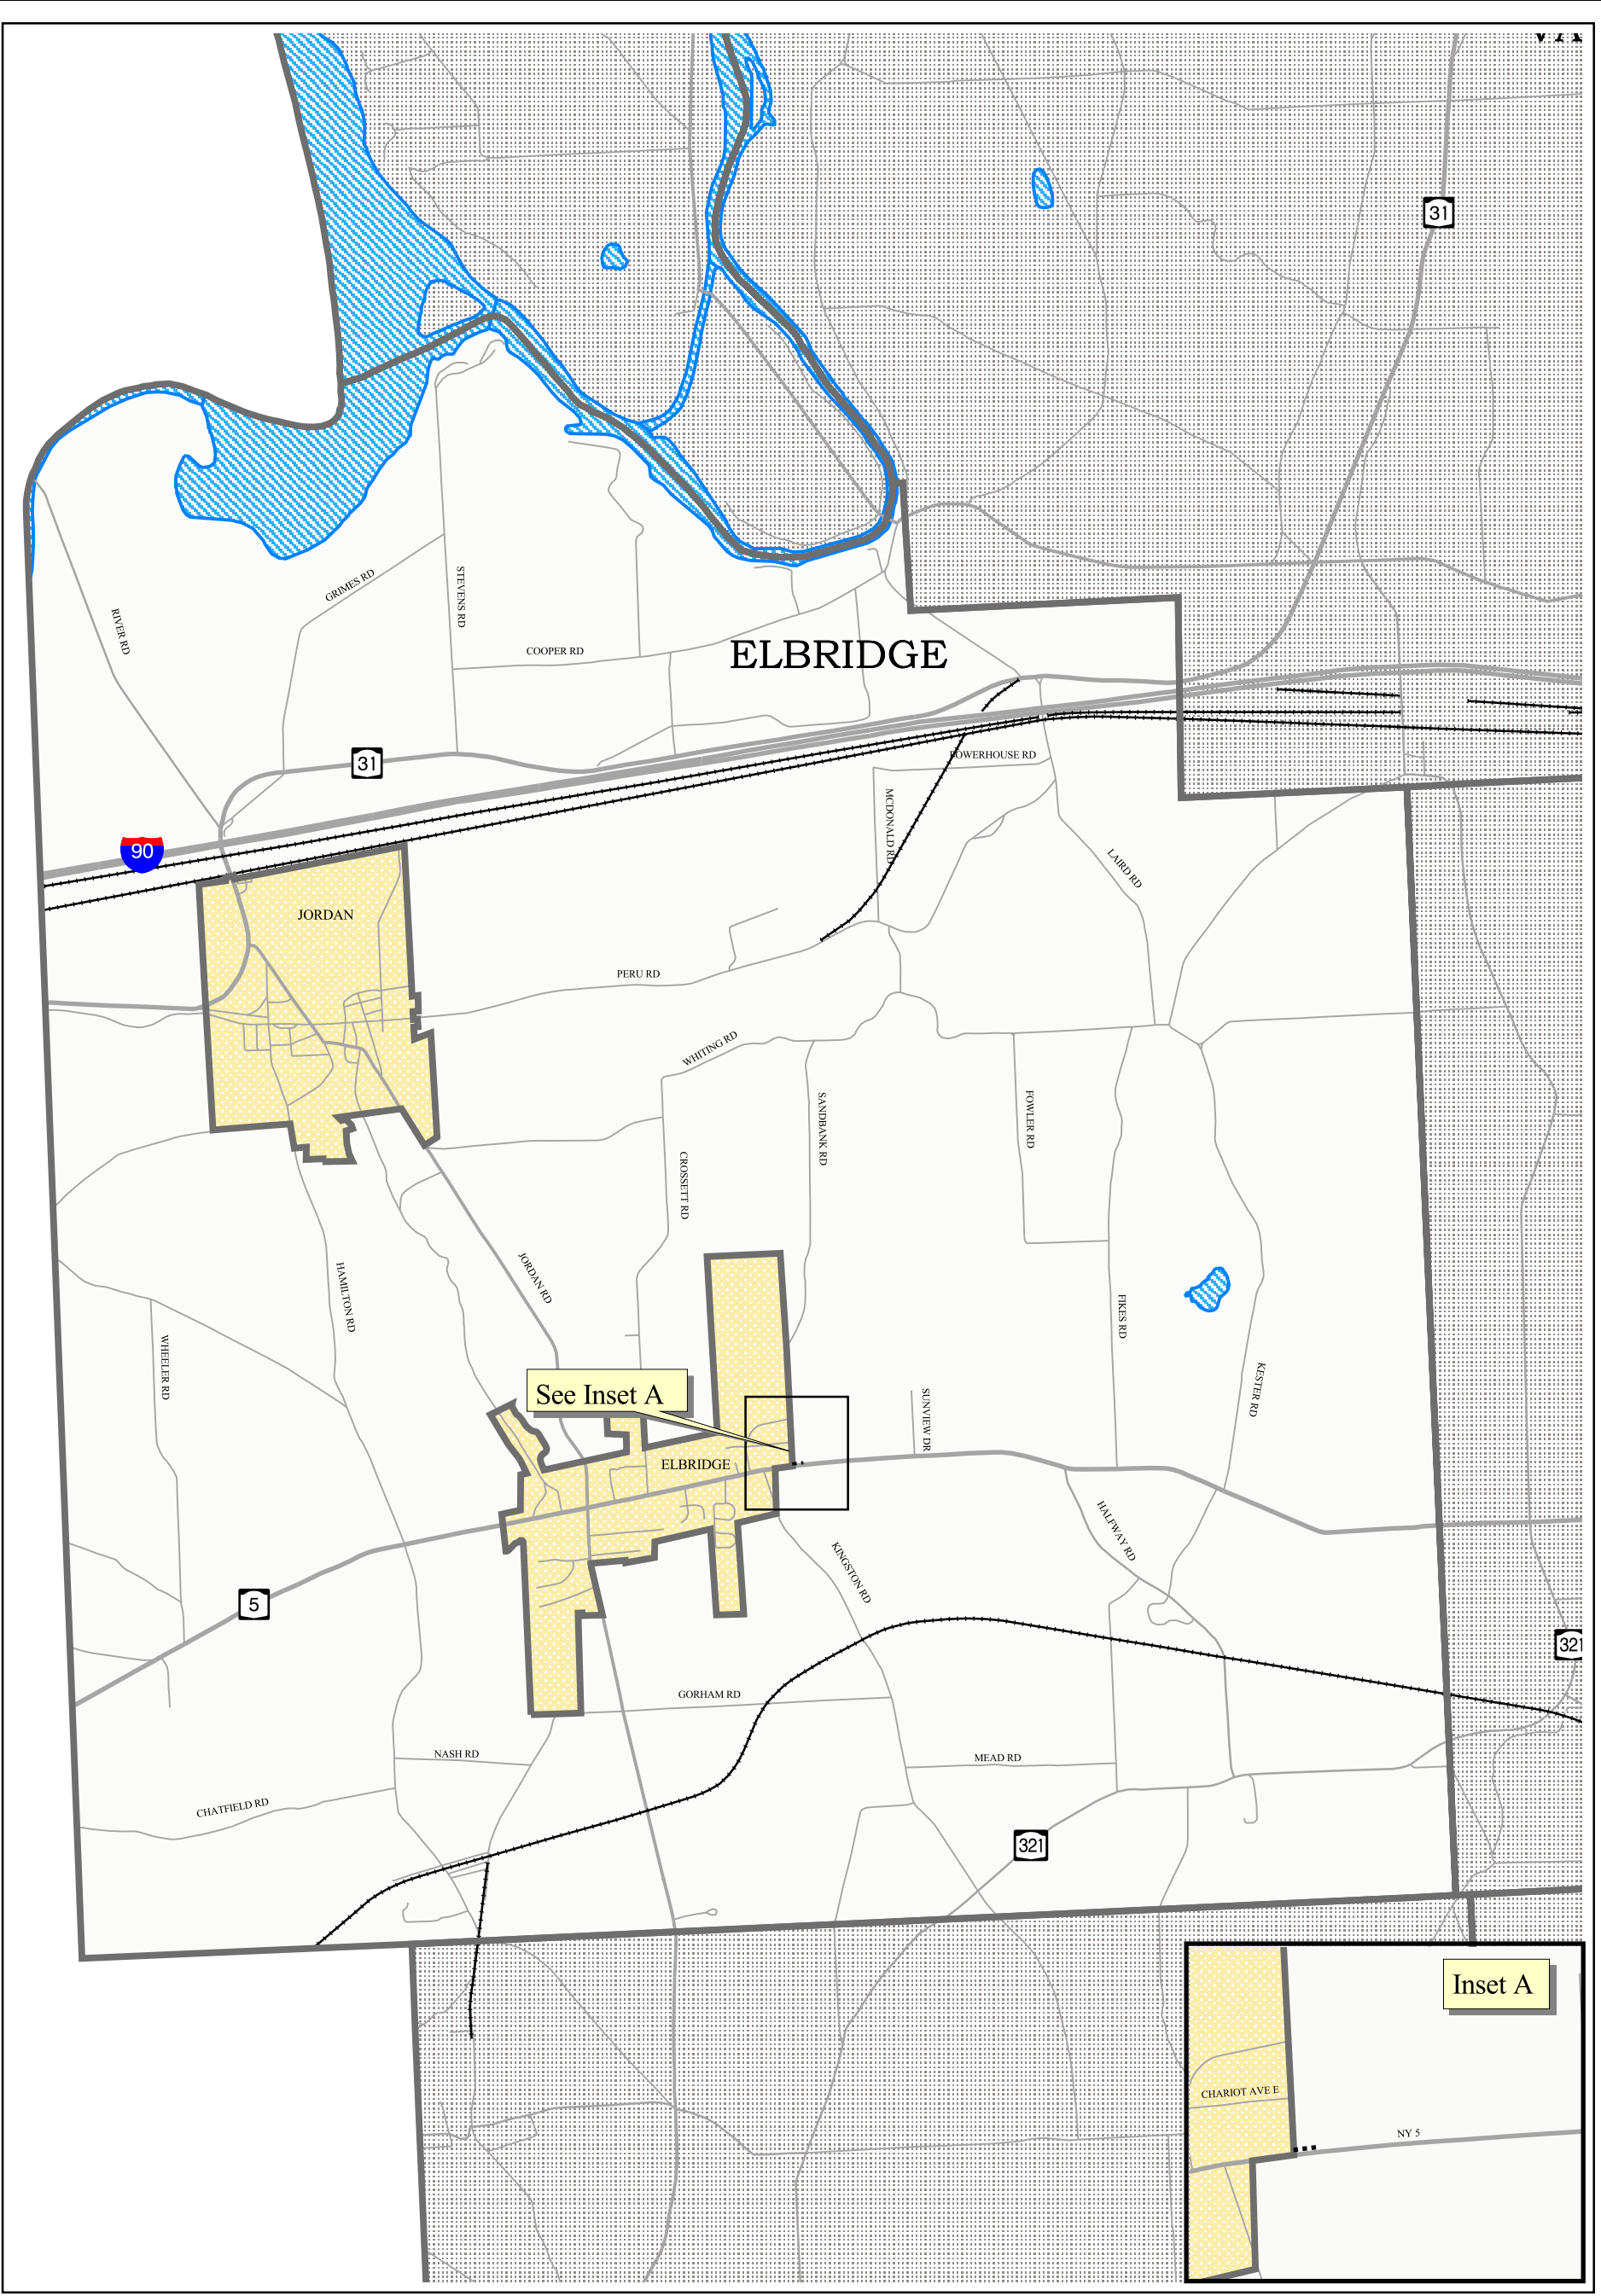 31
GRIMES RD
STEVENS RD
RIVER RD
COOPER RD
ELBRIDGE
31
POWERHOUSE RD
MCDONALD RD
90
LAIRD RD
JORDAN
PERU RD
WHITING RD
SANDBANK RD
FOWLER RD
CROSSETT RD
HAMILTON RD
JORDAN RD
FIKES RD
WHEELER RD
KESTER RD
See Inset A
SUNVIEW DR
ELBRIDGE
HALFWAY RD
KINGSTON RD
5
321
GORHAM RD
NASH RD
MEAD RD
CHATFIELD RD
321
Inset A
CHARIOT AVE E
NY 5